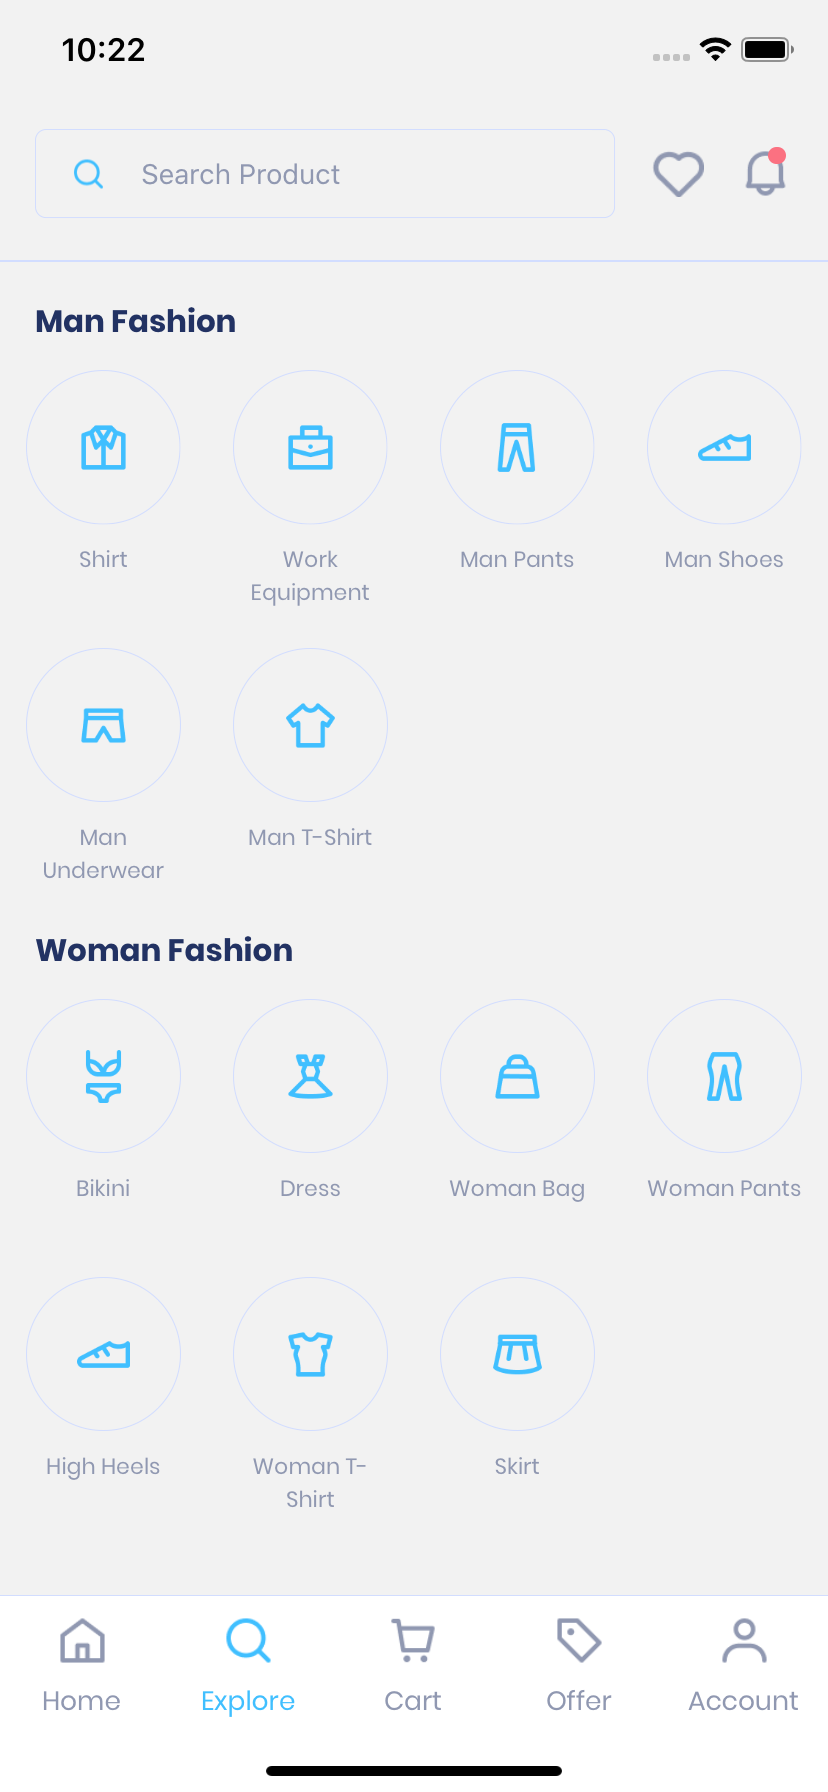 10:22
Search Product
Man Fashion
Shirt
Work
Equipment
Man Pants
Man Shoes
Man
Underwear
Man T-Shirt
Woman Fashion
Bikini
Dress
Woman Bag
Woman Pants
High Heels
Woman T-
Shirt
Skirt
Home
Explore
Cart
Offer
Account